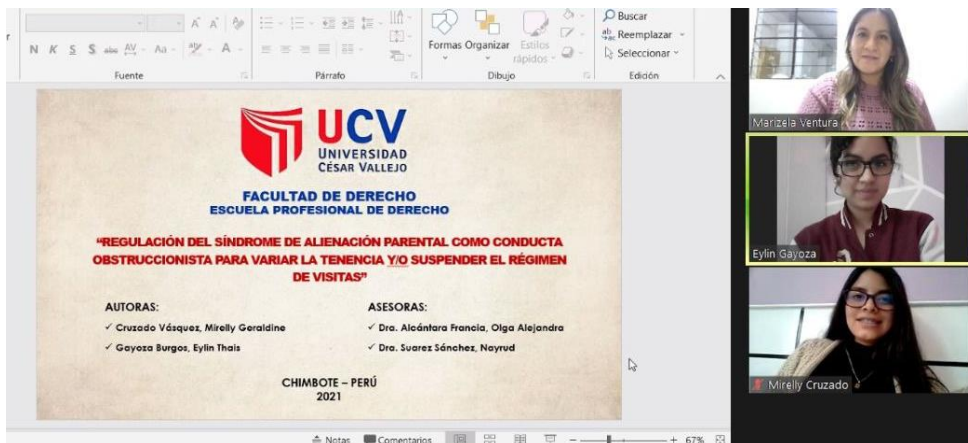 Buscar
Reemplazar
Seleccionar
Formas Organizar Estilos
rápidos
N K S S abc AV Aa A
Fuente
Párrafo
Dibujo
Edición
UCV
UNIVERSIDAD
CÉSAR VALLEJO
FACULTAD DE DERECHO
ESCUELA PROFESIONAL DE DERECHO
“REGULACIÓN DEL SÍNDROME DE ALIENACIÓN PARENTAL COMO CONDUCTA
OBSTRUCCIONISTA PARA VARIAR LA TENENCIA Y/O SUSPENDER EL RÉGIMEN
DE VISITAS”
AUTORAS:
✓ Cruzado Vásquez, Mirelly Geraldine
✓ Gayoza Burgos, Eylin Thais
ASESORAS:
✓ Dra. Alcántara Francia, Olga Alejandra
✓ Dra. Suarez Sánchez, Nayrud
CHIMBOTE – PERÚ
2021
Notas Comentarios
67%
Marizela Ventura
Eylin Gayoza
Mirelly Cruzado